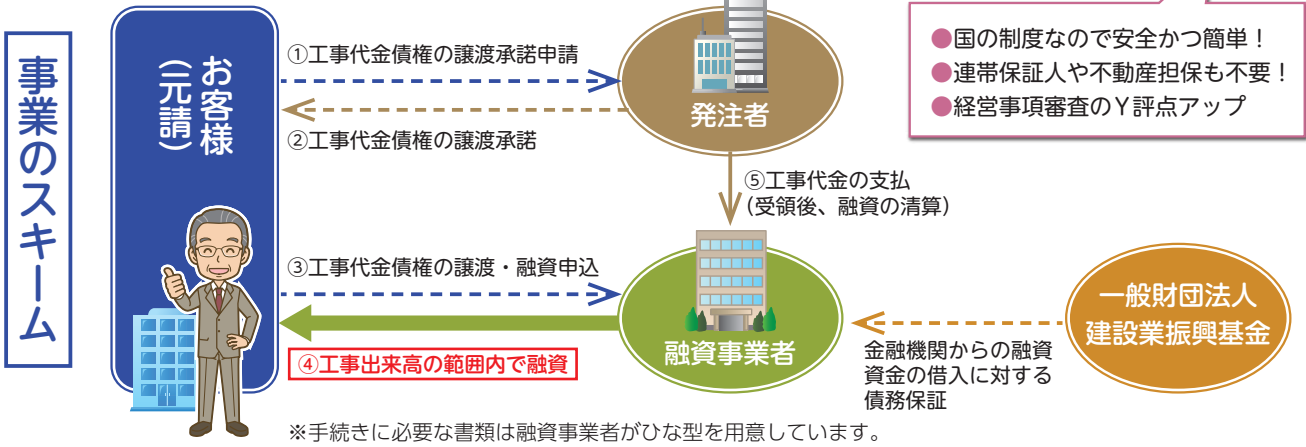 事業のスキーム
お客様
(元請)
①工事代金債権の譲渡承諾申請
②工事代金債権の譲渡承諾
発注者
●国の制度なので安全かつ簡単！
●連帯保証人や不動産担保も不要！
●経営事項審査のＹ評点アップ
⑤工事代金の支払
(受領後、融資の清算)
③工事代金債権の譲渡・融資申込
④工事出来高の範囲内で融資
融資事業者
一般財団法人
建設業振興基金
金融機関からの融資
資金の借入に対する
債務保証
※手続きに必要な書類は融資事業者がひな型を用意しています。